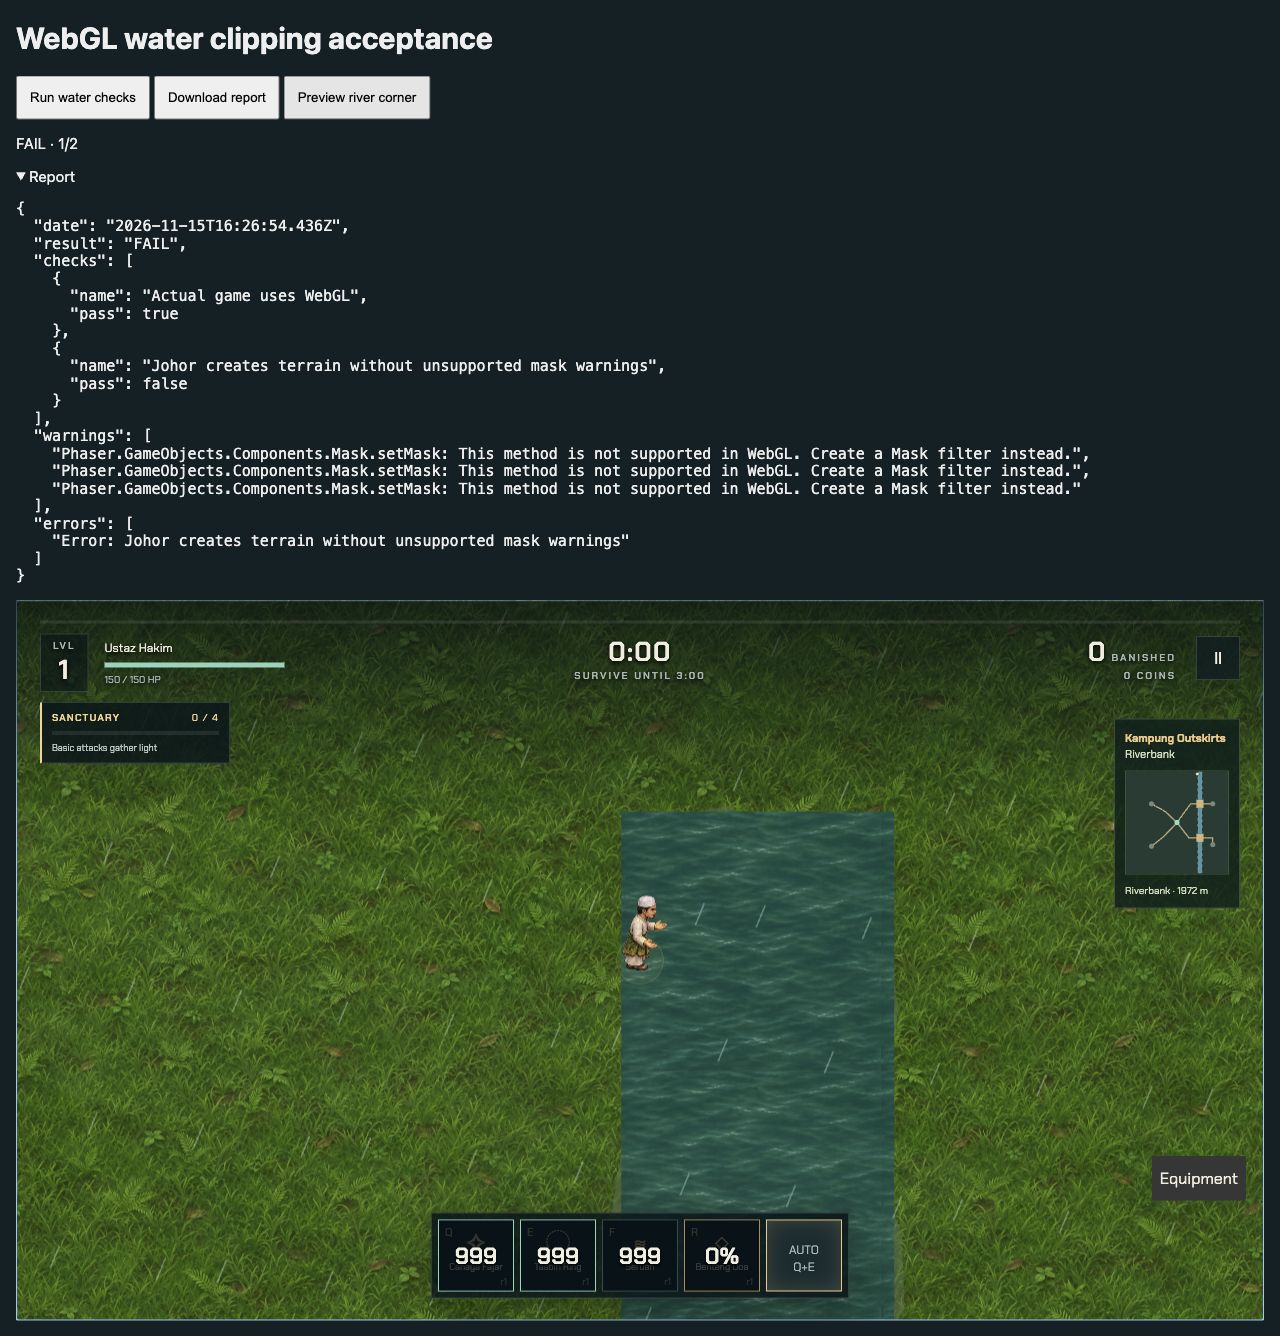 WebGL water clipping acceptance
Run water checks
Download report
Preview river corner
FAIL · 1/2
▼ Report
{
  "date": "2026-11-15T16:26:54.436Z",
  "result": "FAIL",
  "checks": [
    {
      "name": "Actual game uses WebGL",
      "pass": true
    },
    {
      "name": "Johor creates terrain without unsupported mask warnings",
      "pass": false
    }
  ],
  "warnings": [
    "Phaser.GameObjects.Components.Mask.setMask: This method is not supported in WebGL. Create a Mask filter instead.",
    "Phaser.GameObjects.Components.Mask.setMask: This method is not supported in WebGL. Create a Mask filter instead.",
    "Phaser.GameObjects.Components.Mask.setMask: This method is not supported in WebGL. Create a Mask filter instead."
  ],
  "errors": [
    "Error: Johor creates terrain without unsupported mask warnings"
  ]
}
LVL
1
Ustaz Hakim
150 / 150 HP
0:00
SURVIVE UNTIL 3:00
0 BANISHED
0 COINS
II
SANCTUARY 0 / 4
Basic attacks gather light
Kampung Outskirts
Riverbank
Riverbank · 1972 m
Equipment
Q
999
r1
E
999
r1
F
999
r1
R
0%
r1
AUTO
Q+E